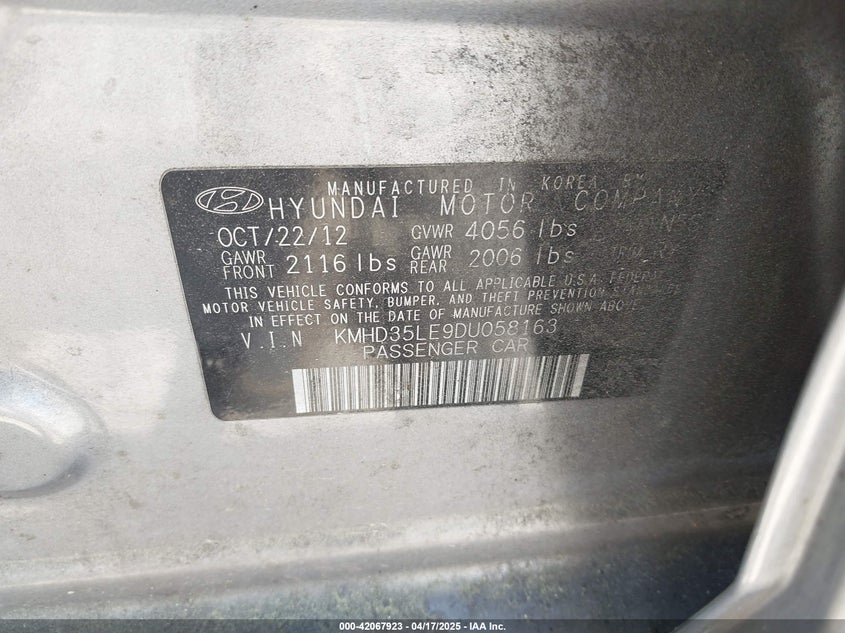 MANUFACTURED IN KOREA BY
HYUNDAI MOTOR COMPANY
OCT/22/12 GVWR 4056 lbs
GAWR FRONT 2116 lbs GAWR REAR 2006 lbs
THIS VEHICLE CONFORMS TO ALL APPLICABLE U.S.A. FEDERAL
MOTOR VEHICLE SAFETY, BUMPER, AND THEFT PREVENTION STANDARDS
IN EFFECT ON THE DATE OF MANUFACTURE SHOWN ABOVE
V.I.N KMHD35LE9DU058163
PASSENGER CAR
000-42067923 - 04/17/2025 - IAA Inc.